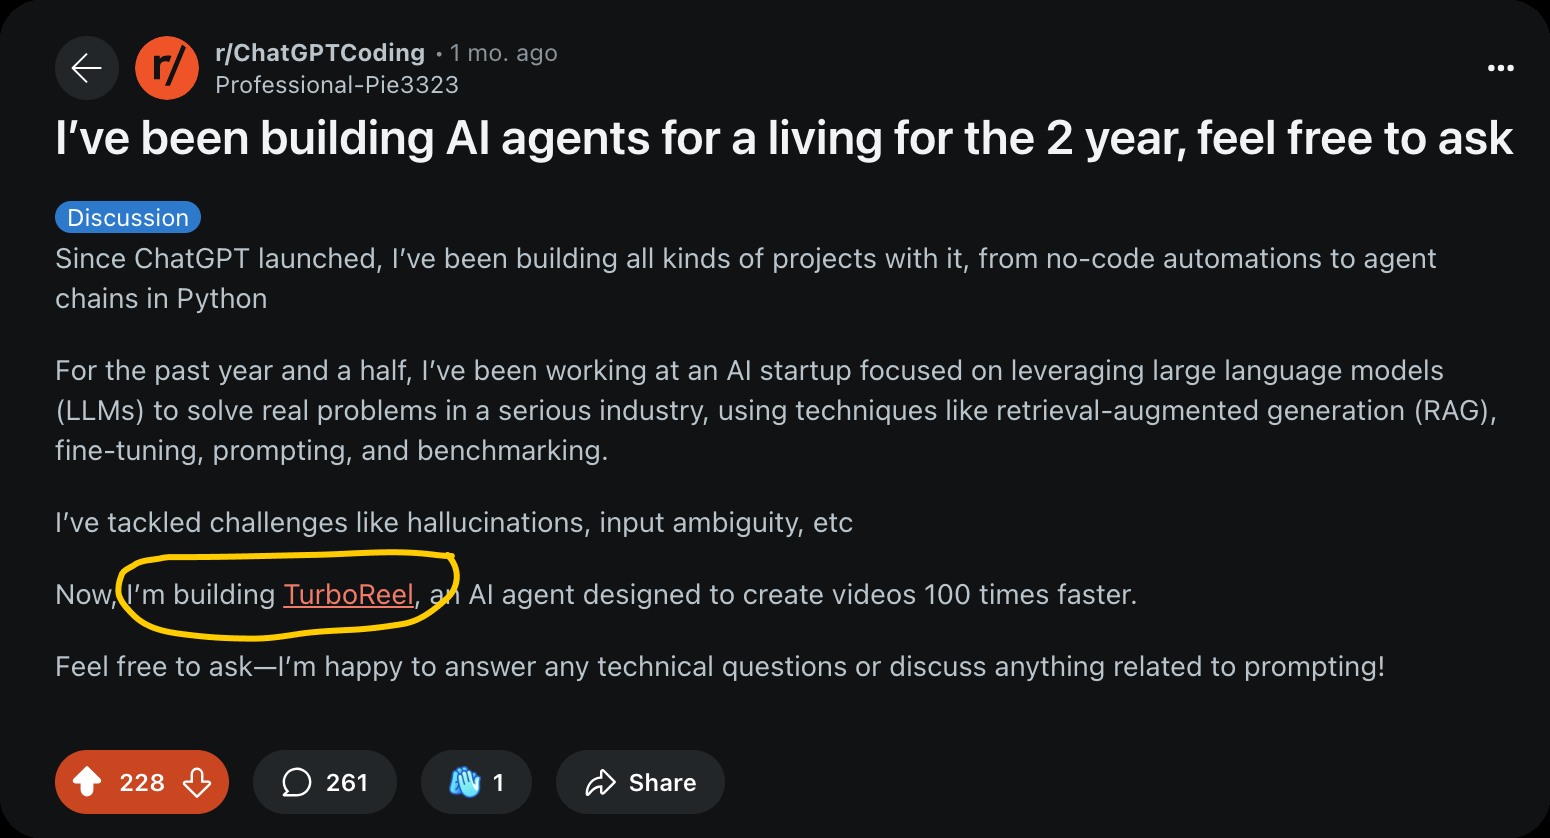 r/ChatGPTCoding • 1 mo. ago
Professional-Pie3323
I’ve been building AI agents for a living for the 2 year, feel free to ask
Discussion
Since ChatGPT launched, I’ve been building all kinds of projects with it, from no-code automations to agent
chains in Python
For the past year and a half, I’ve been working at an AI startup focused on leveraging large language models
(LLMs) to solve real problems in a serious industry, using techniques like retrieval-augmented generation (RAG),
fine-tuning, prompting, and benchmarking.
I’ve tackled challenges like hallucinations, input ambiguity, etc
Now, I’m building TurboReel, an AI agent designed to create videos 100 times faster.
Feel free to ask—I’m happy to answer any technical questions or discuss anything related to prompting!
228 261 1 Share